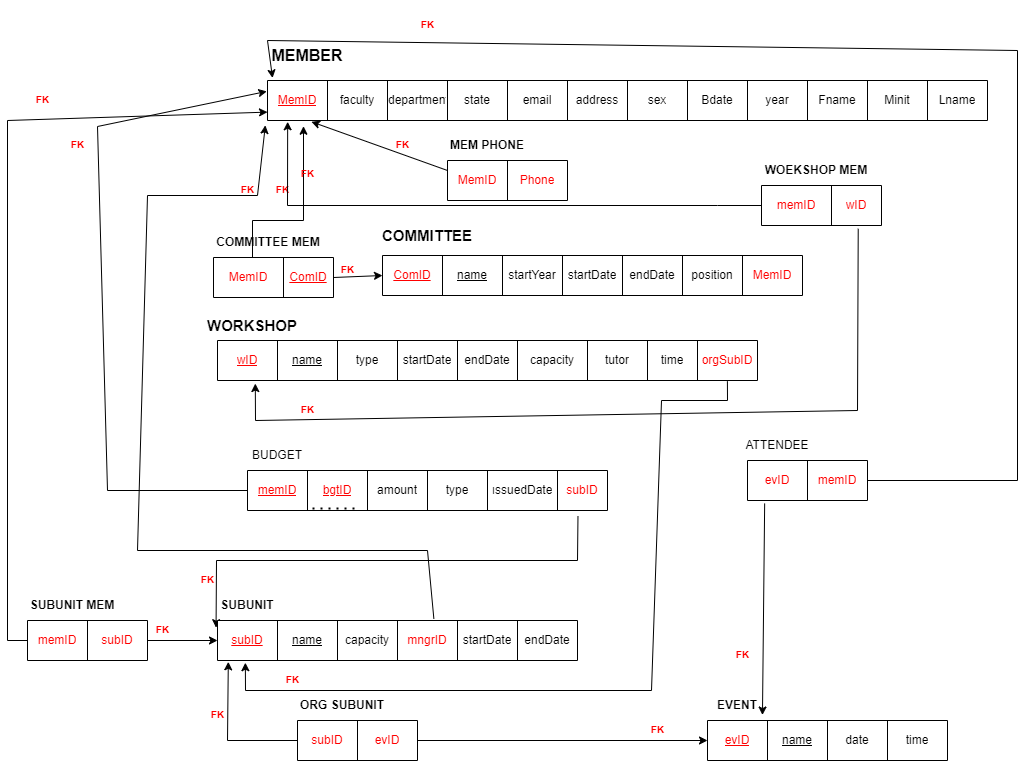 FK
MEMBER
FK
MemID faculty department state email address sex Bdate year Fname Minit Lname
FK
MEM PHONE
FK
MemID Phone
FK
FK
FK
WOEKSHOP MEM
memID wID
COMMITTEE MEM
MemID ComID
FK
COMMITTEE
ComID name startYear startDate endDate position MemID
WORKSHOP
wID name type startDate endDate capacity tutor time orgSubID
FK
BUDGET
memID bgtID amount type issuedDate subID
ATTENDEE
evID memID
FK
SUBUNIT MEM
memID subID
FK
SUBUNIT
subID name capacity mngrID startDate endDate
FK
FK
FK
ORG SUBUNIT
subID evID
FK
EVENT
evID name date time